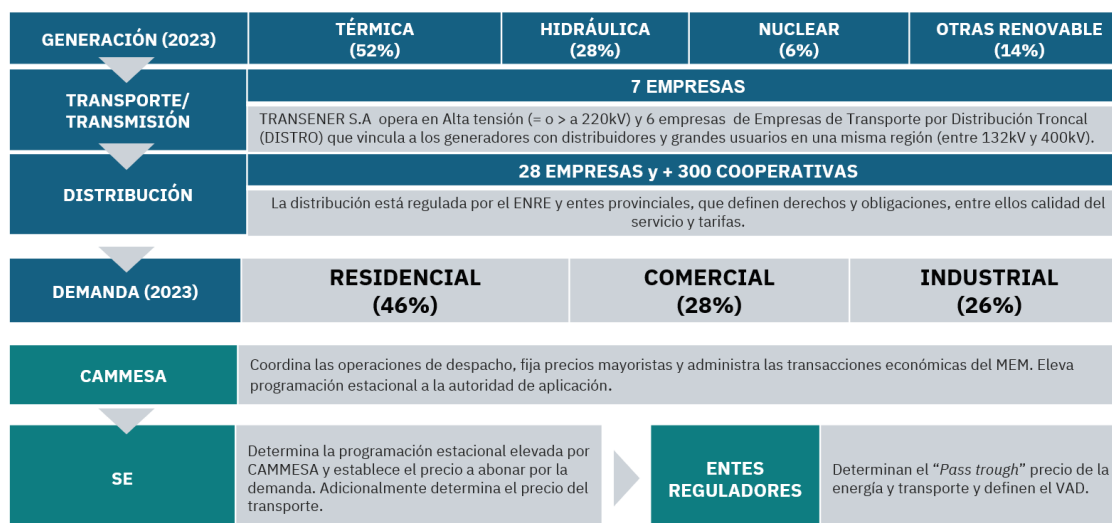 GENERACIÓN (2023)
TÉRMICA
(52%)
HIDRÁULICA
(28%)
NUCLEAR
(6%)
OTRAS RENOVABLE
(14%)
TRANSPORTE/
TRANSMISIÓN
7 EMPRESAS
TRANSENER S.A opera en Alta tensión (= o > a 220kV) y 6 empresas de Empresas de Transporte por Distribución Troncal
(DISTRO) que vincula a los generadores con distribuidores y grandes usuarios en una misma región (entre 132kV y 400kV).
DISTRIBUCIÓN
28 EMPRESAS y + 300 COOPERATIVAS
La distribución está regulada por el ENRE y entes provinciales, que definen derechos y obligaciones, entre ellos calidad del
servicio y tarifas.
DEMANDA (2023)
RESIDENCIAL
(46%)
COMERCIAL
(28%)
INDUSTRIAL
(26%)
CAMMESA
Coordina las operaciones de despacho, fija precios mayoristas y administra las transacciones económicas del MEM. Eleva
programación estacional a la autoridad de aplicación.
SE
Determina la programación estacional elevada por
CAMMESA y establece el precio a abonar por la
demanda. Adicionalmente determina el precio del
transporte.
ENTES
REGULADORES
Determinan el “Pass trough” precio de la
energía y transporte y definen el VAD.